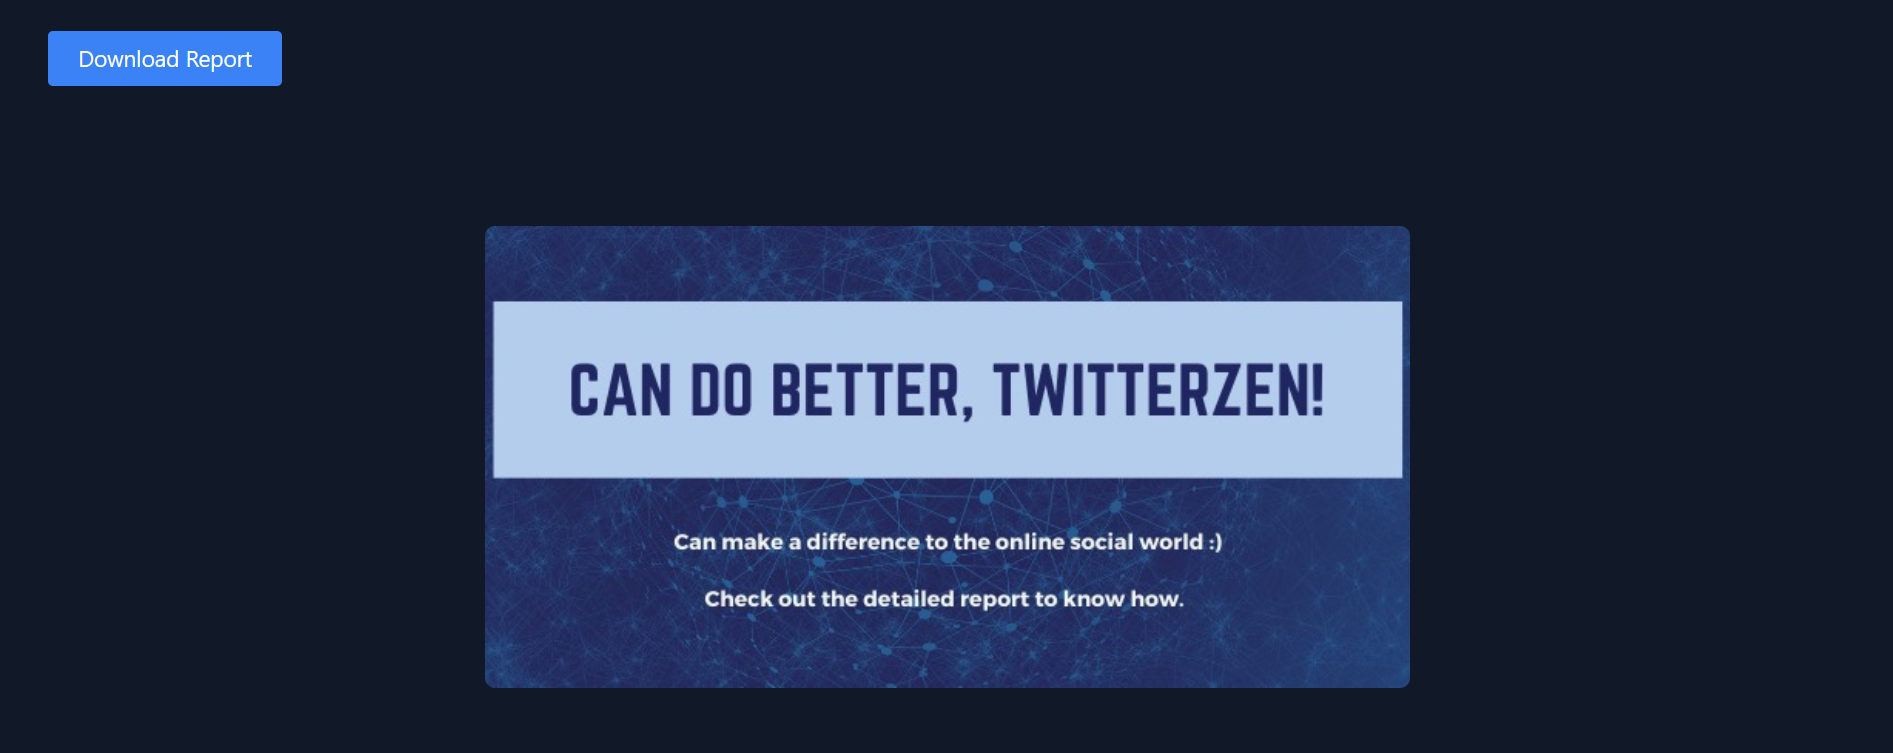 Download Report
CAN DO BETTER, TWITTERZEN!
Can make a difference to the online social world :)
Check out the detailed report to know how.